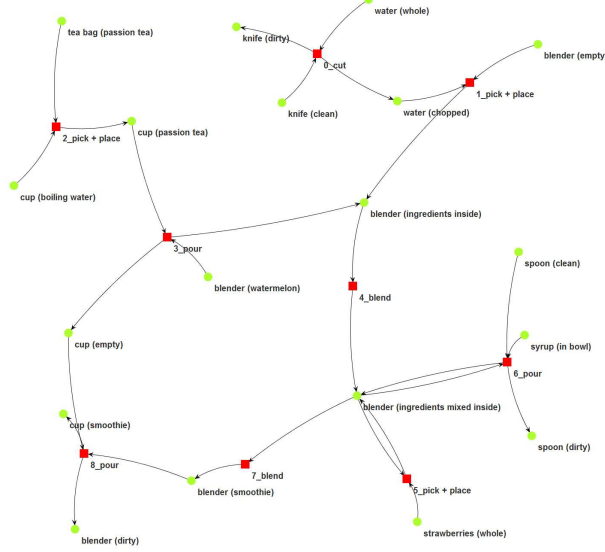 water (whole)
tea bag (passion tea)
knife (dirty)
blender (empty
0_cut
1_pick + place
knife (clean)
water (chopped)
cup (passion tea)
2_pick + place
cup (boiling water)
blender (ingredients inside)
3_pour
spoon (clean)
blender (watermelon)
4_blend
syrup (in bowl)
cup (empty)
6_pour
blender (ingredients mixed inside)
cup (smoothie)
spoon (dirty)
8_pour
7_blend
blender (smoothie)
5_pick + place
strawberries (whole)
blender (dirty)